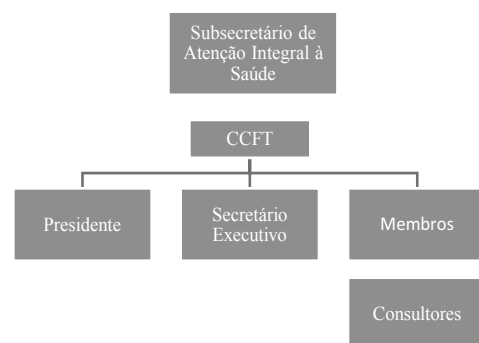 Subsecretário de
Atenção Integral à
Saúde
CCFT
Presidente
Secretário
Executivo
Membros
Consultores